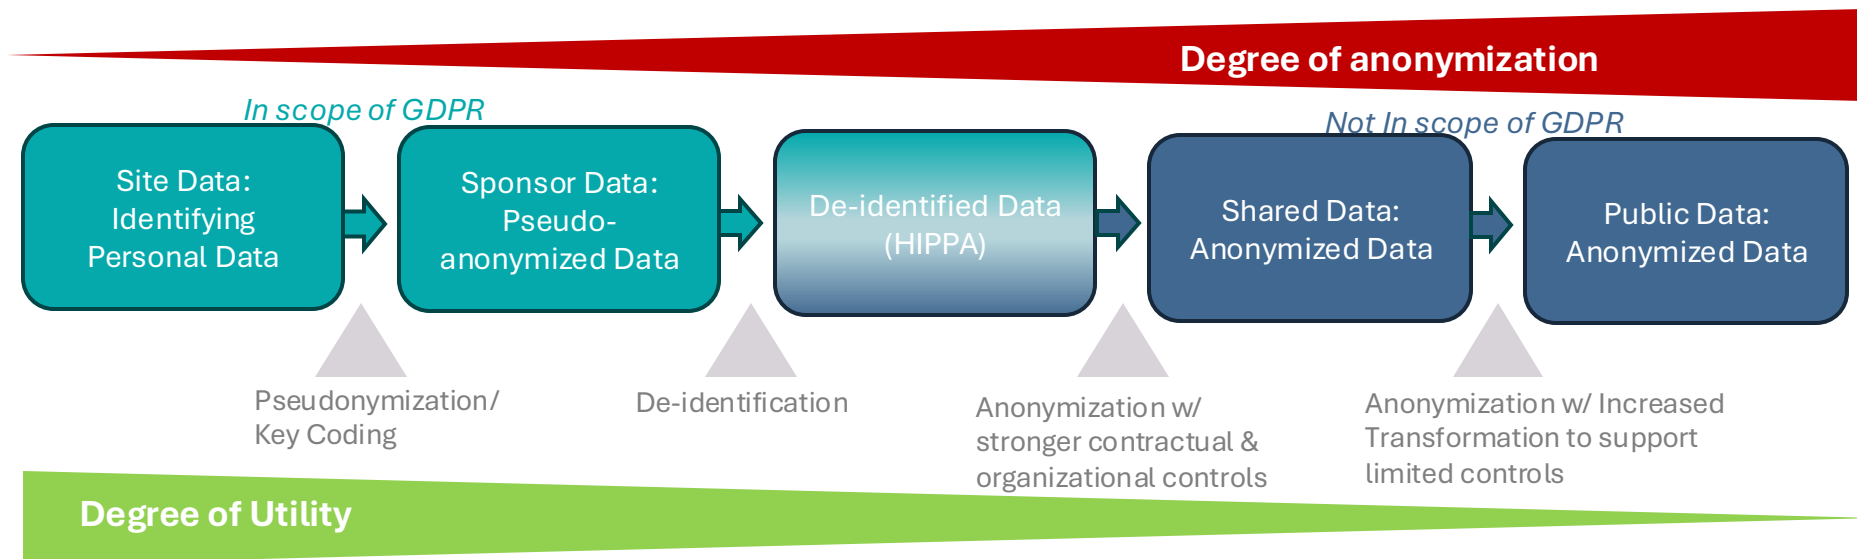 Degree of anonymization
In scope of GDPR
Not In scope of GDPR
Site Data:
Identifying
Personal Data
Sponsor Data:
Pseudo-
anonymized Data
De-identified Data
(HIPPA)
Shared Data:
Anonymized Data
Public Data:
Anonymized Data
Pseudonymization/
Key Coding
De-identification
Anonymization w/
stronger contractual &
organizational controls
Anonymization w/ Increased
Transformation to support
limited controls
Degree of Utility